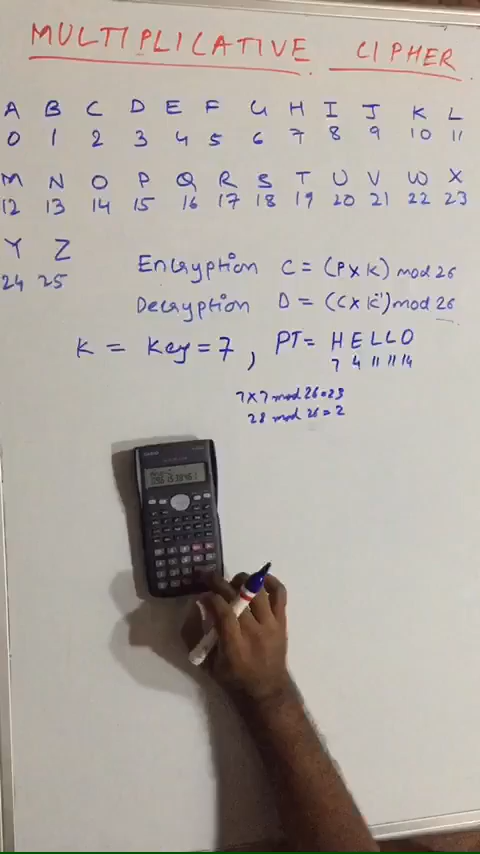 MULTIPLICATIVE CIPHER
A B C D E F G H I J K L
0 1 2 3 4 5 6 7 8 9 10 11
M N O P Q R S T U V W X
12 13 14 15 16 17 18 19 20 21 22 23
Y Z
24 25
Encryption C = (P x K) mod 26
Decryption D = (C x K⁻¹) mod 26
K = Key = 7, PT = HELLO
7 4 11 11 14
7x7 mod 26 = 23
28 mod 26 = 2